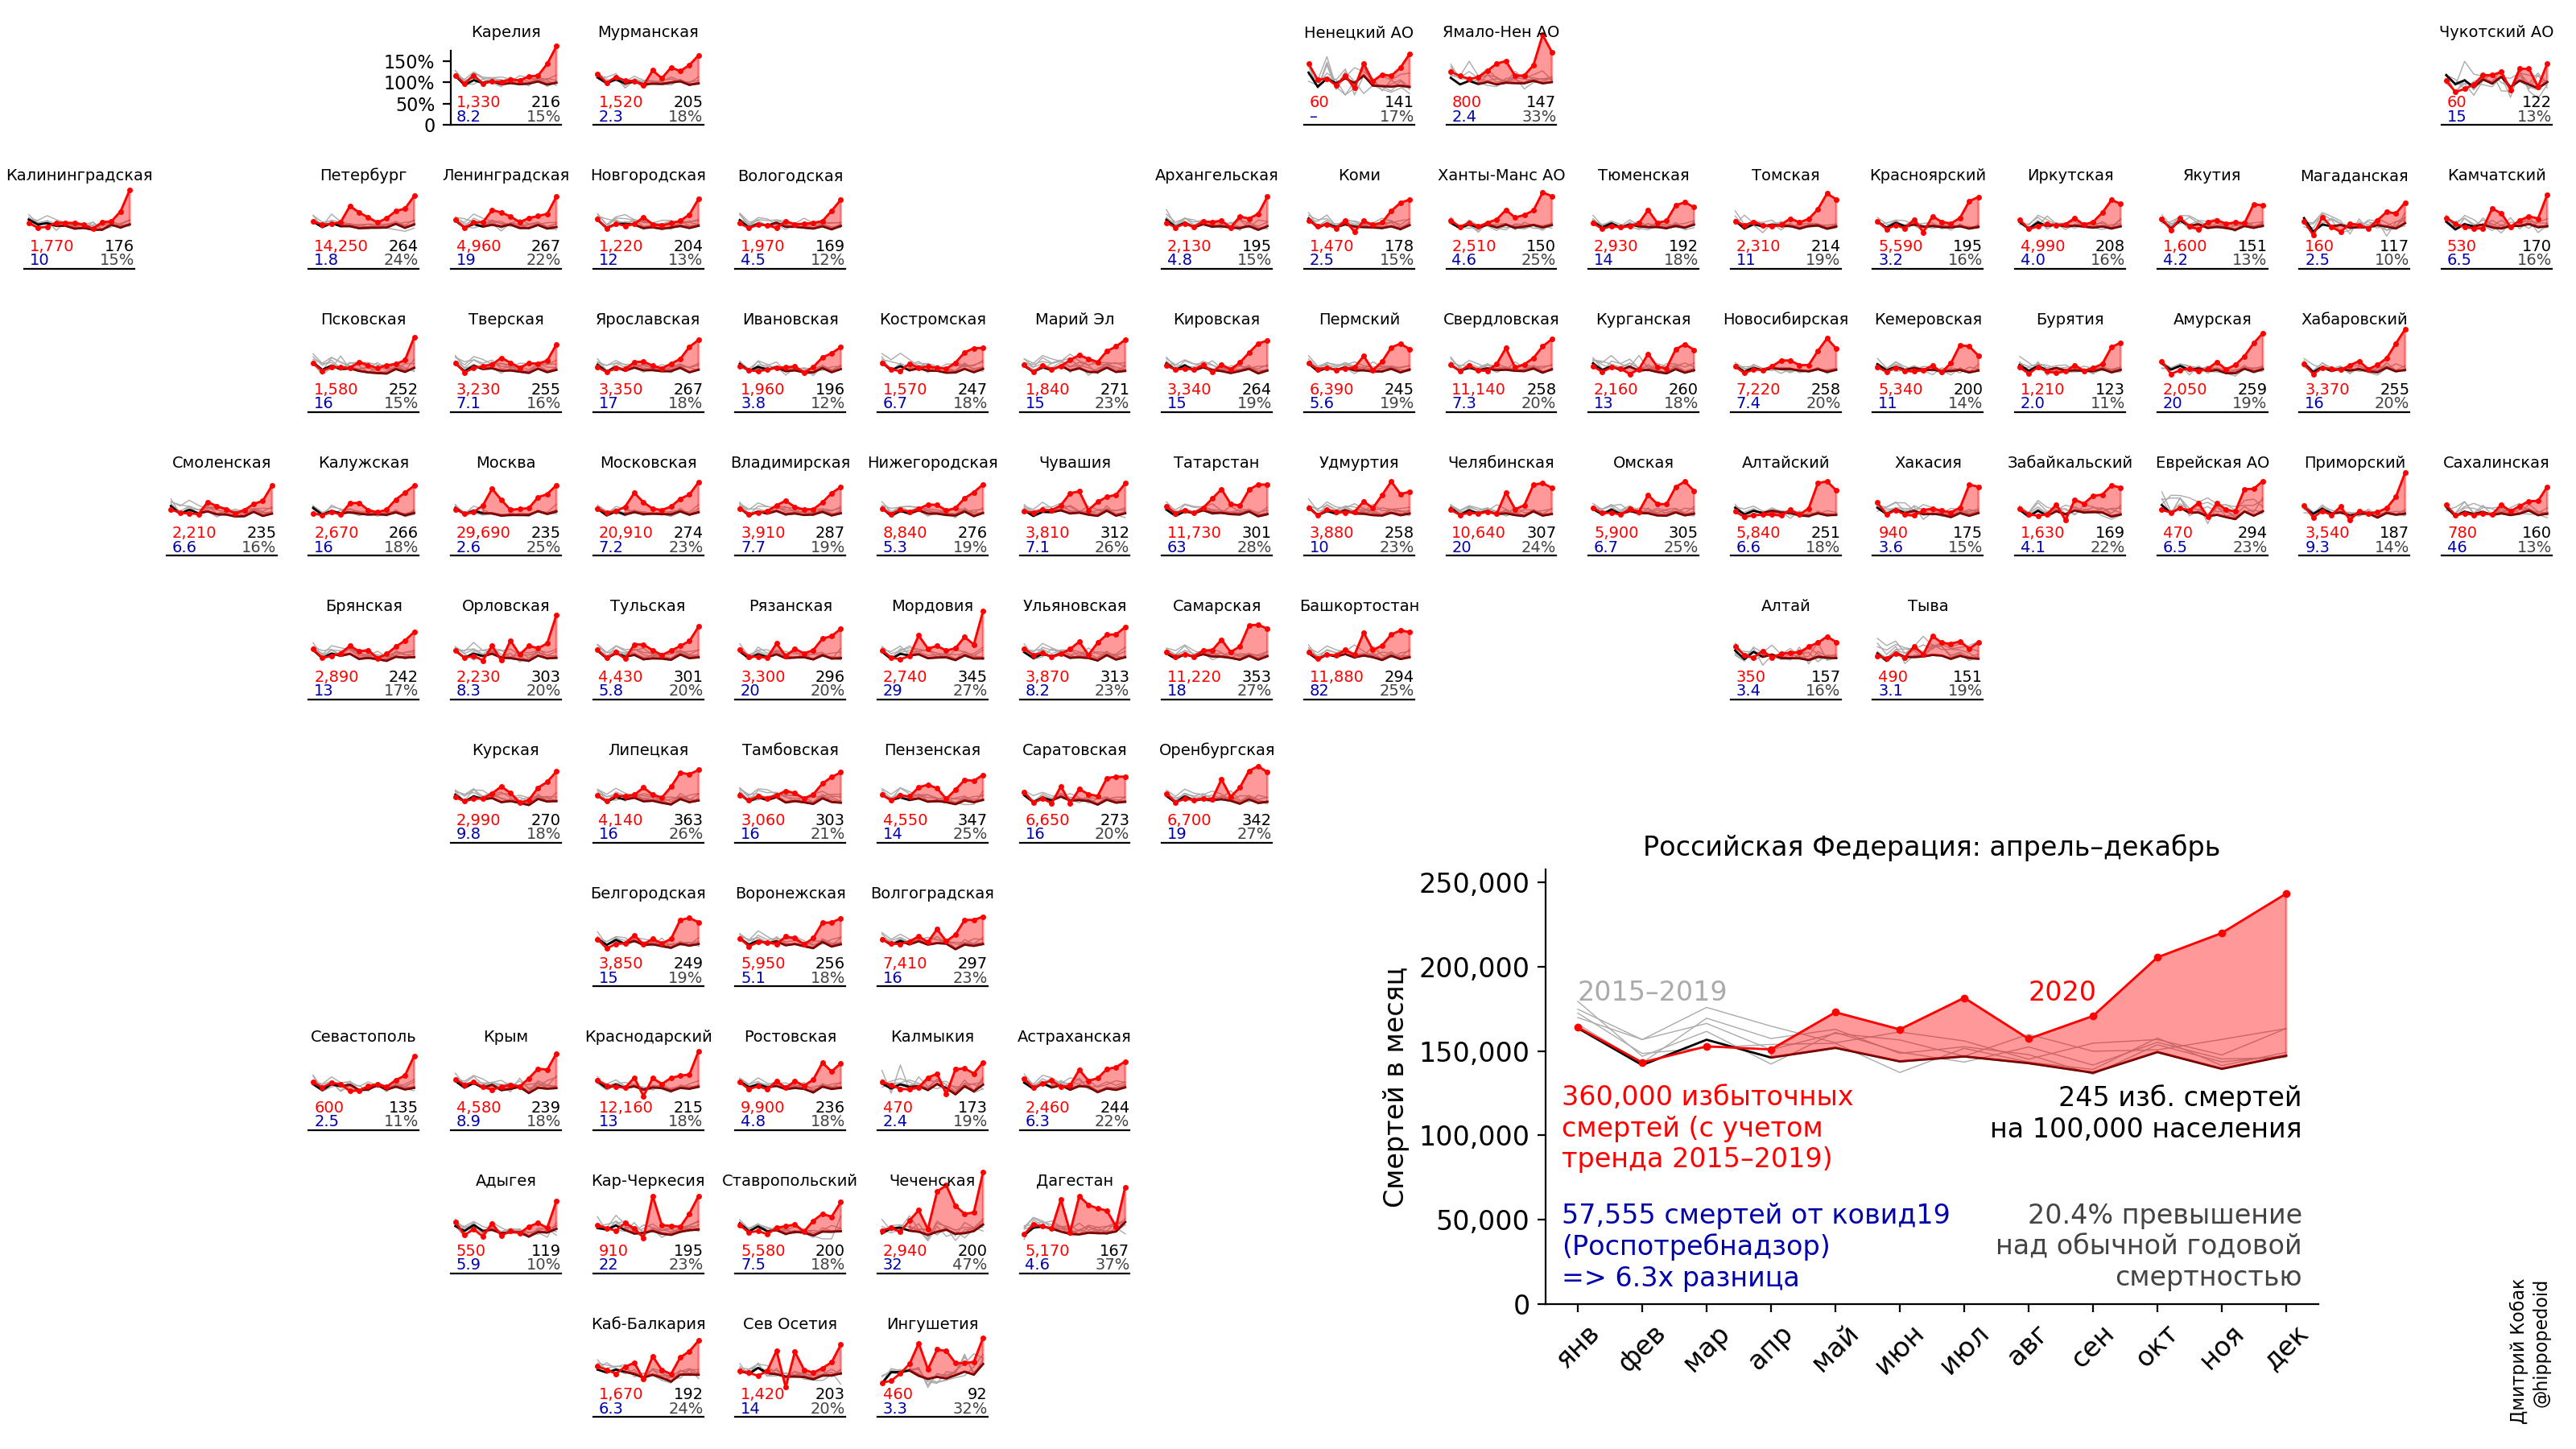 Карелия
150%
100%
50%
0
1,330 216
8.2 15%
Мурманская
1,520 205
2.3 18%
Ненецкий АО
60 141
– 17%
Ямало-Нен АО
800 147
2.4 33%
Чукотский АО
60 122
15 13%
Калининградская
1,770 176
10 15%
Петербург
14,250 264
1.8 24%
Ленинградская
4,960 267
19 22%
Новгородская
1,220 204
12 13%
Вологодская
1,970 169
4.5 12%
Архангельская
2,130 195
4.8 15%
Коми
1,470 178
2.5 15%
Ханты-Манс АО
2,510 150
4.6 25%
Тюменская
2,930 192
14 18%
Томская
2,310 214
11 19%
Красноярский
5,590 195
3.2 16%
Иркутская
4,990 208
4.0 16%
Якутия
1,600 151
4.2 13%
Магаданская
160 117
2.5 10%
Камчатский
530 170
6.5 16%
Псковская
1,580 252
16 15%
Тверская
3,230 255
7.1 16%
Ярославская
3,350 267
17 18%
Ивановская
1,960 196
3.8 12%
Костромская
1,570 247
6.7 18%
Марий Эл
1,840 271
15 23%
Кировская
3,340 264
15 19%
Пермский
6,390 245
5.6 19%
Свердловская
11,140 258
7.3 20%
Курганская
2,160 260
13 18%
Новосибирская
7,220 258
7.4 20%
Кемеровская
5,340 200
11 14%
Бурятия
1,210 123
2.0 11%
Амурская
2,050 259
20 19%
Хабаровский
3,370 255
16 20%
Смоленская
2,210 235
6.6 16%
Калужская
2,670 266
16 18%
Москва
29,690 235
2.6 25%
Московская
20,910 274
7.2 23%
Владимирская
3,910 287
7.7 19%
Нижегородская
8,840 276
5.3 19%
Чувашия
3,810 312
7.1 26%
Татарстан
11,730 301
63 28%
Удмуртия
3,880 258
10 23%
Челябинская
10,640 307
20 24%
Омская
5,900 305
6.7 25%
Алтайский
5,840 251
6.6 18%
Хакасия
940 175
3.6 15%
Забайкальский
1,630 169
4.1 22%
Еврейская АО
470 294
6.5 23%
Приморский
3,540 187
9.3 14%
Сахалинская
780 160
46 13%
Брянская
2,890 242
13 17%
Орловская
2,230 303
8.3 20%
Тульская
4,430 301
5.8 20%
Рязанская
3,300 296
20 20%
Мордовия
2,740 345
29 27%
Ульяновская
3,870 313
8.2 23%
Самарская
11,220 353
18 27%
Башкортостан
11,880 294
82 25%
Алтай
350 157
3.4 16%
Тыва
490 151
3.1 19%
Курская
2,990 270
9.8 18%
Липецкая
4,140 363
16 26%
Тамбовская
3,060 303
16 21%
Пензенская
4,550 347
14 25%
Саратовская
6,650 273
16 20%
Оренбургская
6,700 342
19 27%
Белгородская
3,850 249
15 19%
Воронежская
5,950 256
5.1 18%
Волгоградская
7,410 297
16 23%
Севастополь
600 135
2.5 11%
Крым
4,580 239
8.9 18%
Краснодарский
12,160 215
13 18%
Ростовская
9,900 236
4.8 18%
Калмыкия
470 173
2.4 19%
Астраханская
2,460 244
6.3 22%
Адыгея
550 119
5.9 10%
Кар-Черкесия
910 195
22 23%
Ставропольский
5,580 200
7.5 18%
Чеченская
2,940 200
32 47%
Дагестан
5,170 167
4.6 37%
Каб-Балкария
1,670 192
6.3 24%
Сев Осетия
1,420 203
14 20%
Ингушетия
460 92
3.3 32%
Российская Федерация: апрель–декабрь
Смертей в месяц
250,000
200,000
150,000
100,000
50,000
0
2015–2019
2020
360,000 избыточных
смертей (с учетом
тренда 2015–2019)
245 изб. смертей
на 100,000 населения
57,555 смертей от ковид19
(Роспотребнадзор)
=> 6.3x разница
20.4% превышение
над обычной годовой
смертностью
янв фев мар апр май июн июл авг сен окт ноя дек
Дмитрий Кобак
@hippopedoid